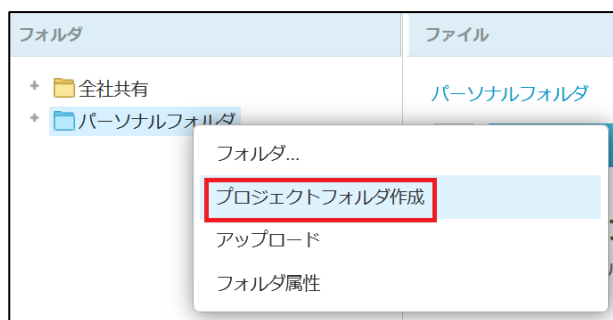 フォルダ
ファイル
全社共有
パーソナルフォルダ
パーソナルフォルダ
フォルダ...
プロジェクトフォルダ作成
アップロード
フォルダ属性